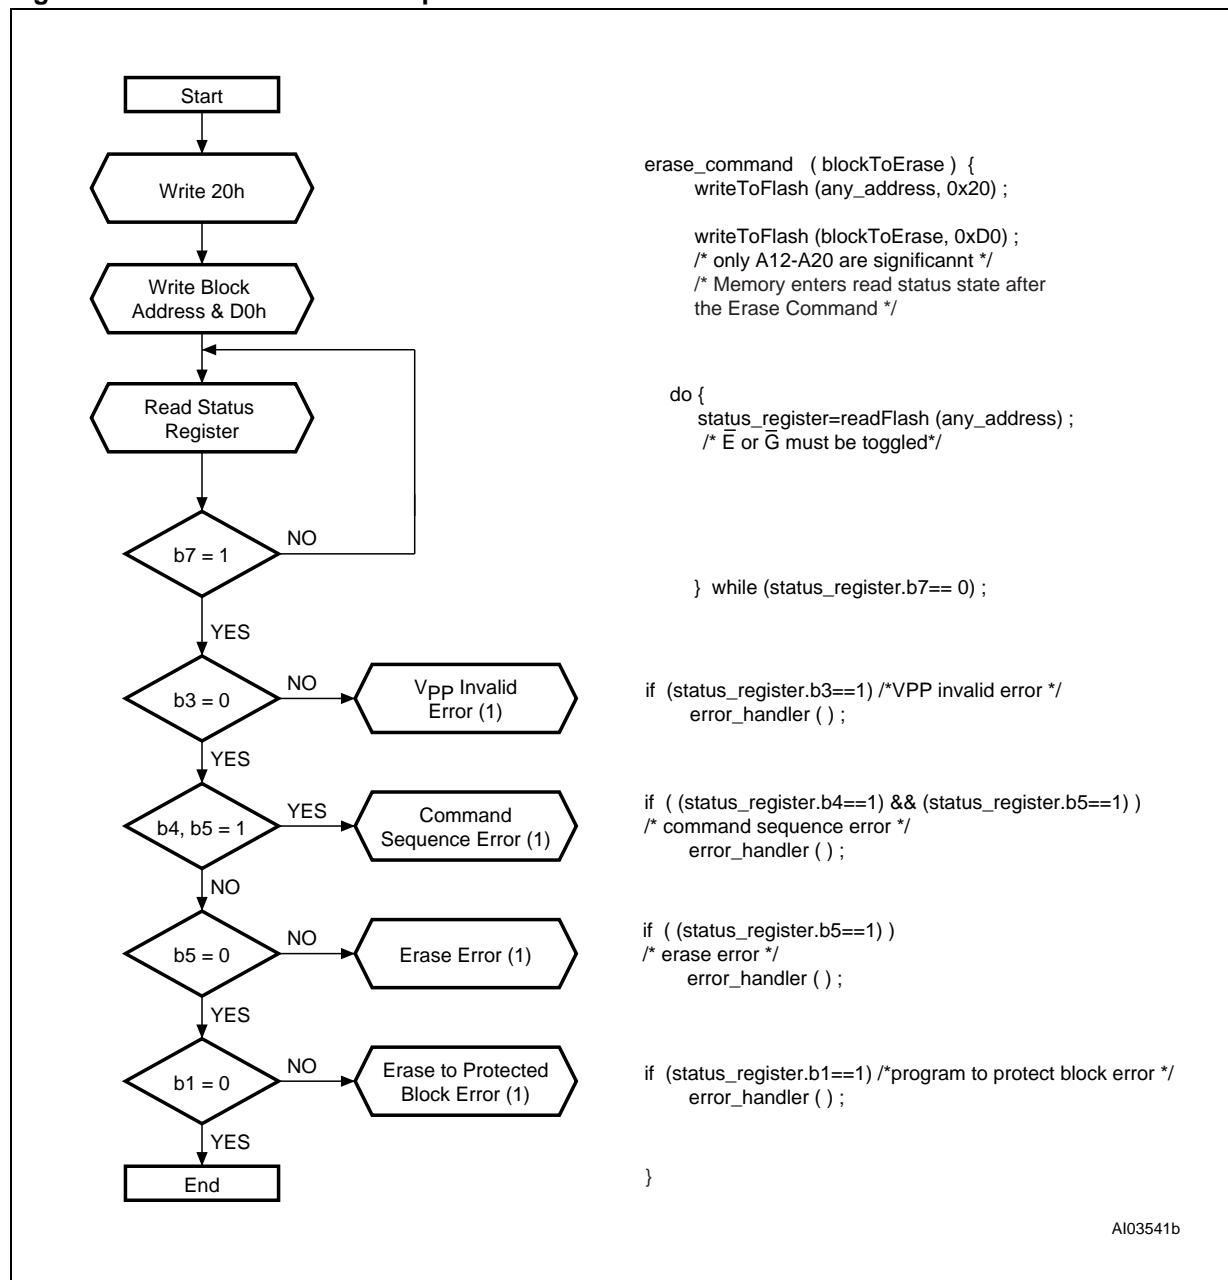 Start
Write 20h
Write Block
Address & D0h
Read Status
Register
b7 = 1
NO
YES
b3 = 0
NO
VPP Invalid
Error (1)
YES
b4, b5 = 1
YES
Command
Sequence Error (1)
NO
b5 = 0
NO
Erase Error (1)
YES
b1 = 0
NO
Erase to Protected
Block Error (1)
YES
End
erase_command ( blockToErase ) {
writeToFlash (any_address, 0x20) ;
writeToFlash (blockToErase, 0xD0) ;
/* only A12-A20 are significannt */
/* Memory enters read status state after
the Erase Command */
do {
status_register=readFlash (any_address) ;
/* E̅ or G̅ must be toggled*/
} while (status_register.b7== 0) ;
if (status_register.b3==1) /*VPP invalid error */
error_handler ( ) ;
if ( (status_register.b4==1) && (status_register.b5==1) )
/* command sequence error */
error_handler ( ) ;
if ( (status_register.b5==1) )
/* erase error */
error_handler ( ) ;
if (status_register.b1==1) /*program to protect block error */
error_handler ( ) ;
}
AI03541b